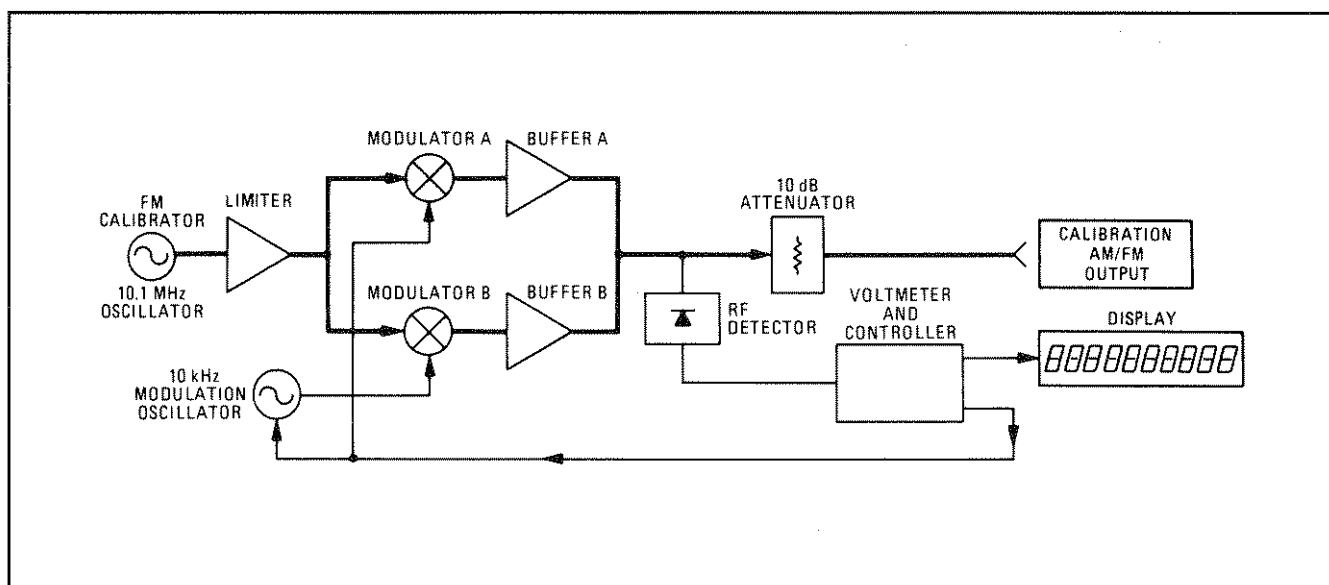 MODULATOR A
BUFFER A
LIMITER
FM
CALIBRATOR
10.1 MHz
OSCILLATOR
10 dB
ATTENUATOR
CALIBRATION
AM/FM
OUTPUT
MODULATOR B
BUFFER B
RF
DETECTOR
VOLTMETER
AND
CONTROLLER
DISPLAY
8888888888
10 kHz
MODULATION
OSCILLATOR